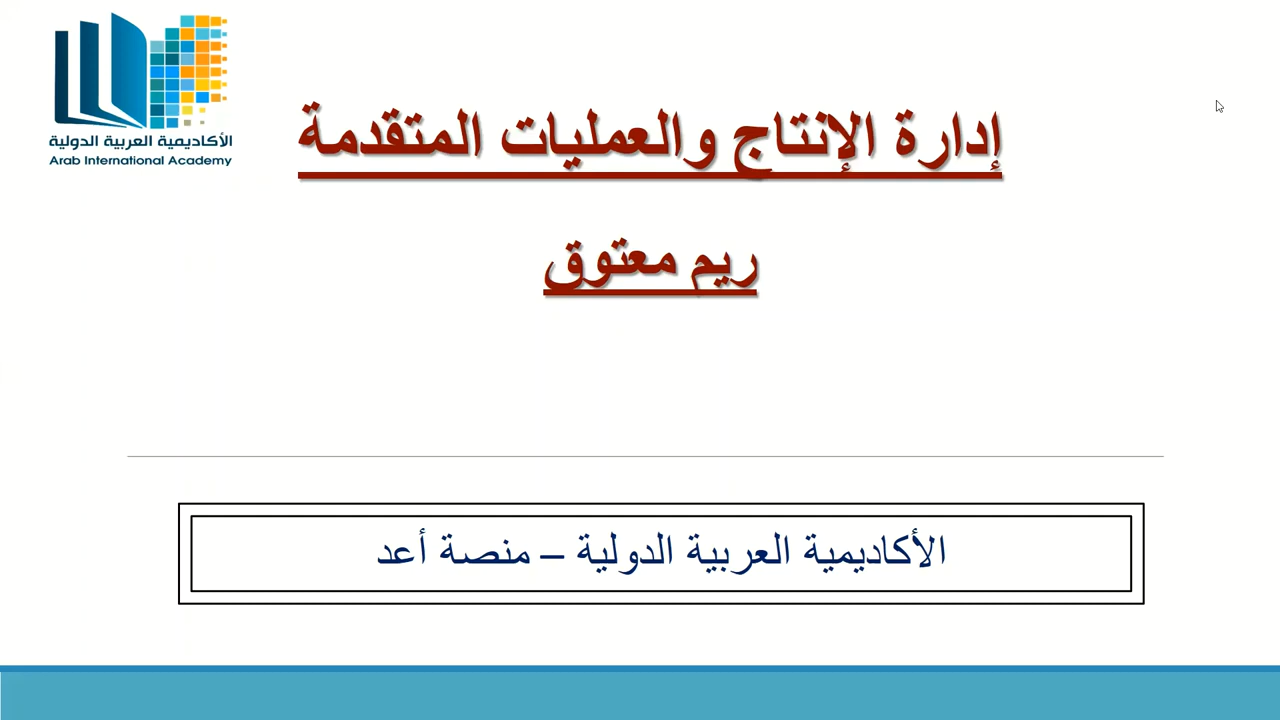 الأكاديمية العربية الدولية
Arab International Academy
إدارة الإنتاج والعمليات المتقدمة
ريم معتوق
الأكاديمية العربية الدولية – منصة أعد